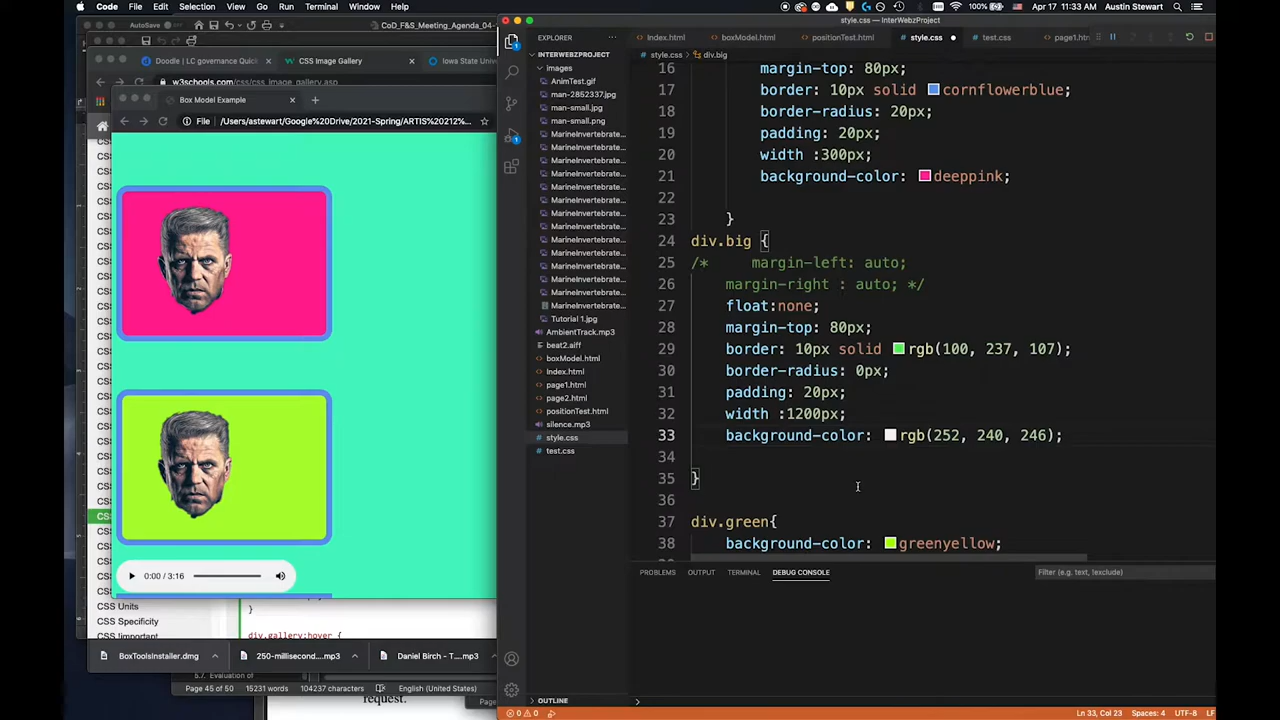 Code File Edit Selection View Go Run Terminal Window Help
100% Apr 17 11:33 AM Austin Stewart
AutoSave
CoD_F&S_Meeting_Agenda_04-
style.css — InterWebzProject
EXPLORER
Index.html boxModel.html positionTest.html style.css test.css page1.html
style.css > div.big
INTERWEBZPROJECT
images
AnimTest.gif
man-2852337.jpg
man-small.jpg
man-small.png
MarineInvertebrate...
MarineInvertebrate...
MarineInvertebrate...
MarineInvertebrate...
MarineInvertebrate...
MarineInvertebrate...
MarineInvertebrate...
MarineInvertebrate...
MarineInvertebrate...
MarineInvertebrate...
MarineInvertebrate...
MarineInvertebrate...
MarineInvertebrate...
MarineInvertebrate...
Tutorial 1.jpg
AmbientTrack.mp3
beat2.aiff
boxModel.html
Index.html
page1.html
page2.html
positionTest.html
silence.mp3
style.css
test.css
OUTLINE
Doodle | LC governance Quick
CSS Image Gallery
Iowa State Univ
w3schools.com/css/css_image_gallery.asp
Box Model Example
File /Users/astewart/Google%20Drive/2021-Spring/ARTIS%20212%...
0:00 / 3:16
CSS Units
CSS Specificity
CSS !important
}
div.gallery:hover {
BoxToolsInstaller.dmg
250-millisecond....mp3
Daniel Birch - T....mp3
5.7. Evaluation of
Page 45 of 50 15231 words 104237 characters English (United States)
request.
16 margin-top: 80px;
17 border: 10px solid cornflowerblue;
18 border-radius: 20px;
19 padding: 20px;
20 width :300px;
21 background-color: deeppink;
22
23 }
24 div.big {
25 /* margin-left: auto;
26 margin-right : auto; */
27 float:none;
28 margin-top: 80px;
29 border: 10px solid rgb(100, 237, 107);
30 border-radius: 0px;
31 padding: 20px;
32 width :1200px;
33 background-color: rgb(252, 240, 246);
34
35 }
36
37 div.green{
38 background-color: greenyellow;
PROBLEMS OUTPUT TERMINAL DEBUG CONSOLE
Filter (e.g. text, !exclude)
0 0 Ln 33, Col 23 Spaces: 4 UTF-8 LF